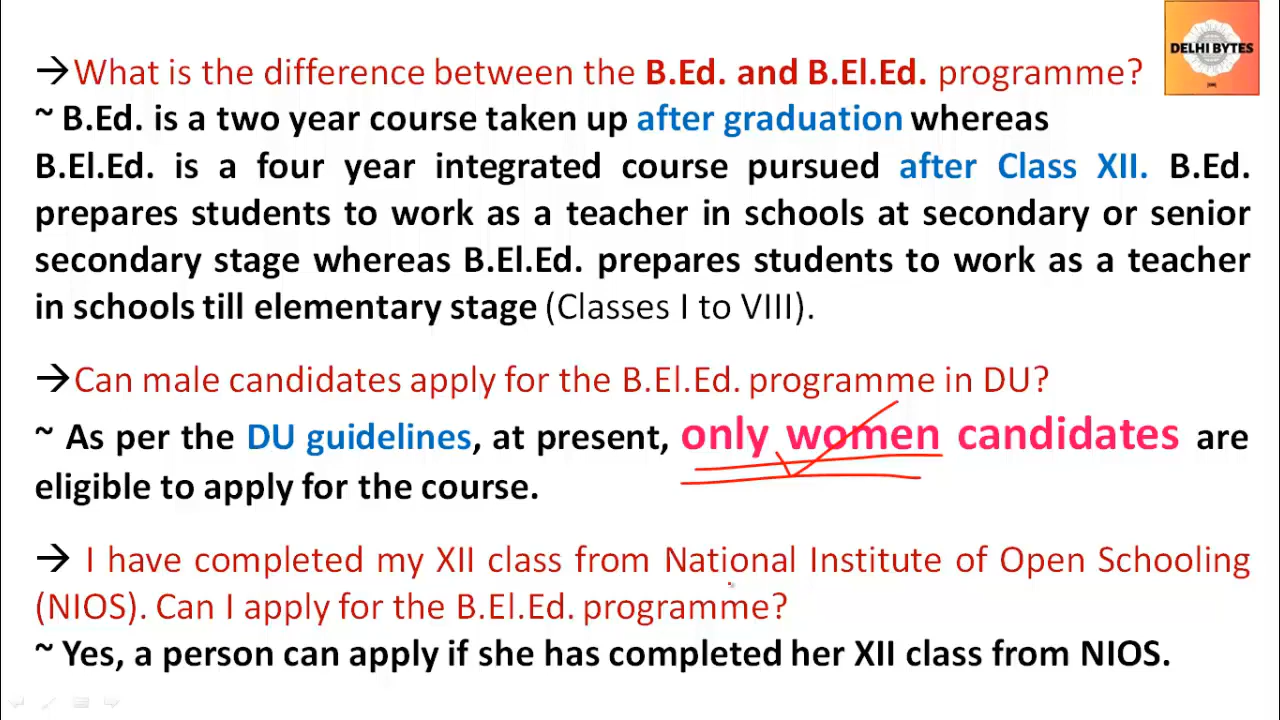 DELHI BYTES
→What is the difference between the B.Ed. and B.El.Ed. programme?
~ B.Ed. is a two year course taken up after graduation whereas
B.El.Ed. is a four year integrated course pursued after Class XII. B.Ed.
prepares students to work as a teacher in schools at secondary or senior
secondary stage whereas B.El.Ed. prepares students to work as a teacher
in schools till elementary stage (Classes I to VIII).
→Can male candidates apply for the B.El.Ed. programme in DU?
~ As per the DU guidelines, at present, only women candidates are
eligible to apply for the course.
→ I have completed my XII class from National Institute of Open Schooling
(NIOS). Can I apply for the B.El.Ed. programme?
~ Yes, a person can apply if she has completed her XII class from NIOS.